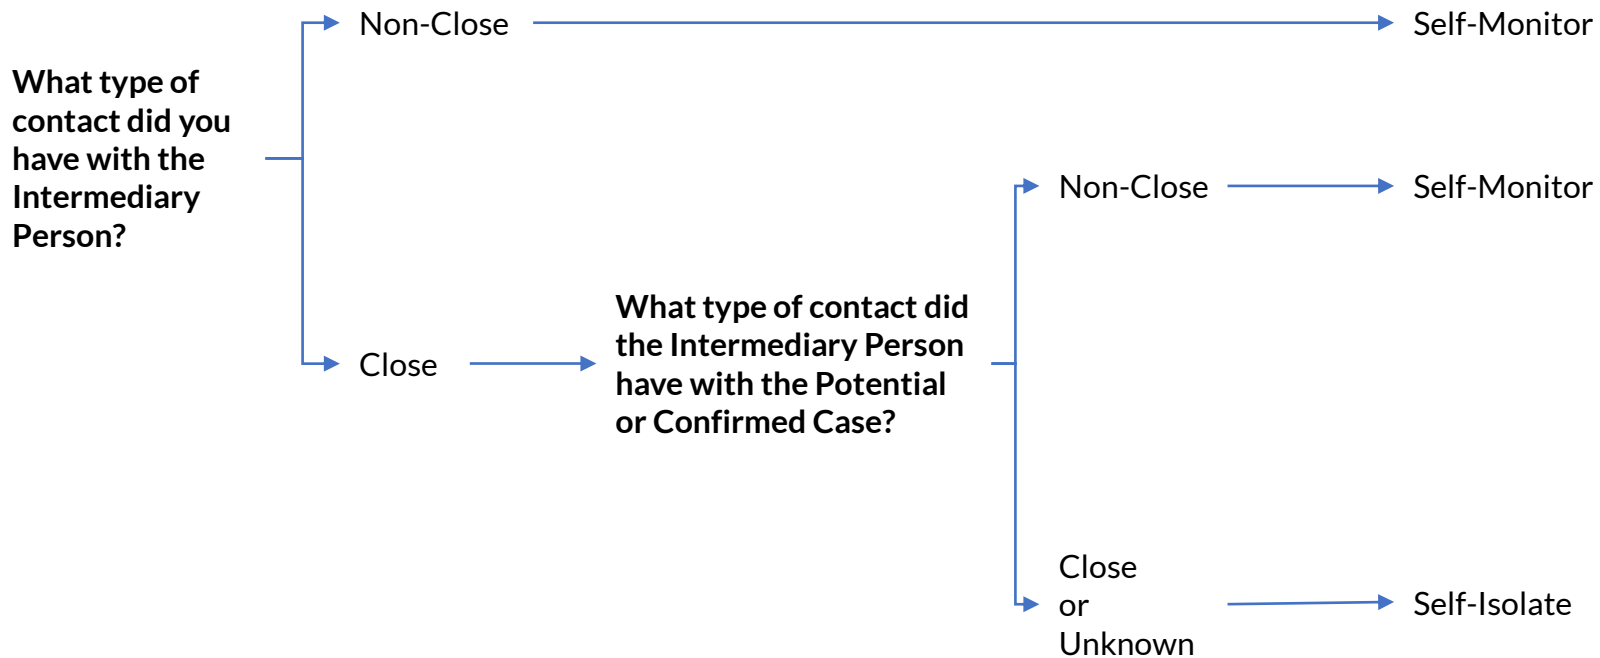 Non-Close
Self-Monitor
What type of
contact did you
have with the
Intermediary
Person?
Non-Close
Self-Monitor
What type of contact did
the Intermediary Person
have with the Potential
or Confirmed Case?
Close
Close
or
Unknown
Self-Isolate